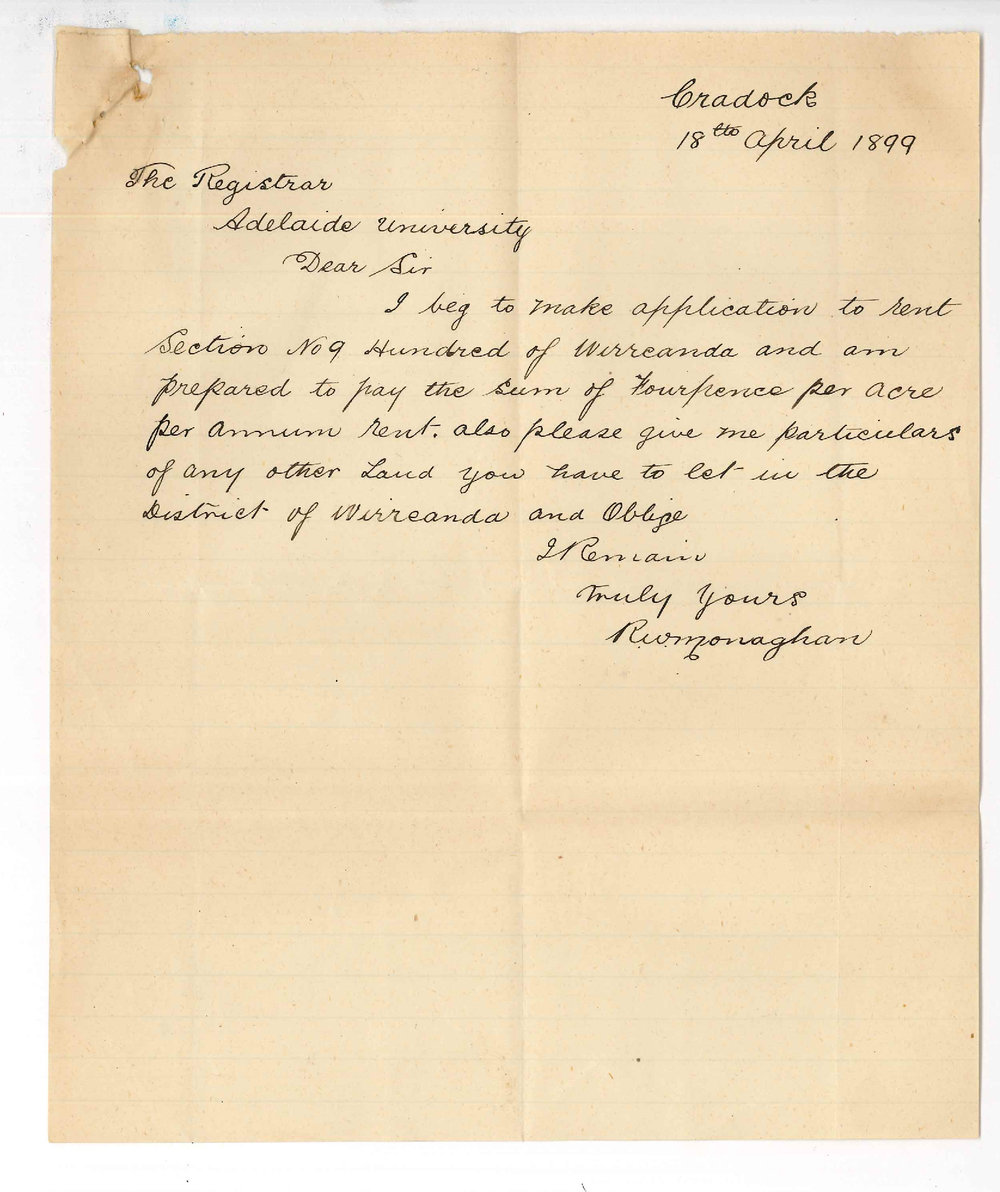 Cradock
18th April 1899
The Registrar
Adelaide University
Dear Sir
I beg to make application to rent
Section No 9 Hundred of Wirreanda and am
prepared to pay the sum of Fourpence per acre
per annum rent. also please give me particulars
of any other Land you have to let in the
District of Wirreanda and Oblige
I Remain
Truly Yours
R.W. Monaghan